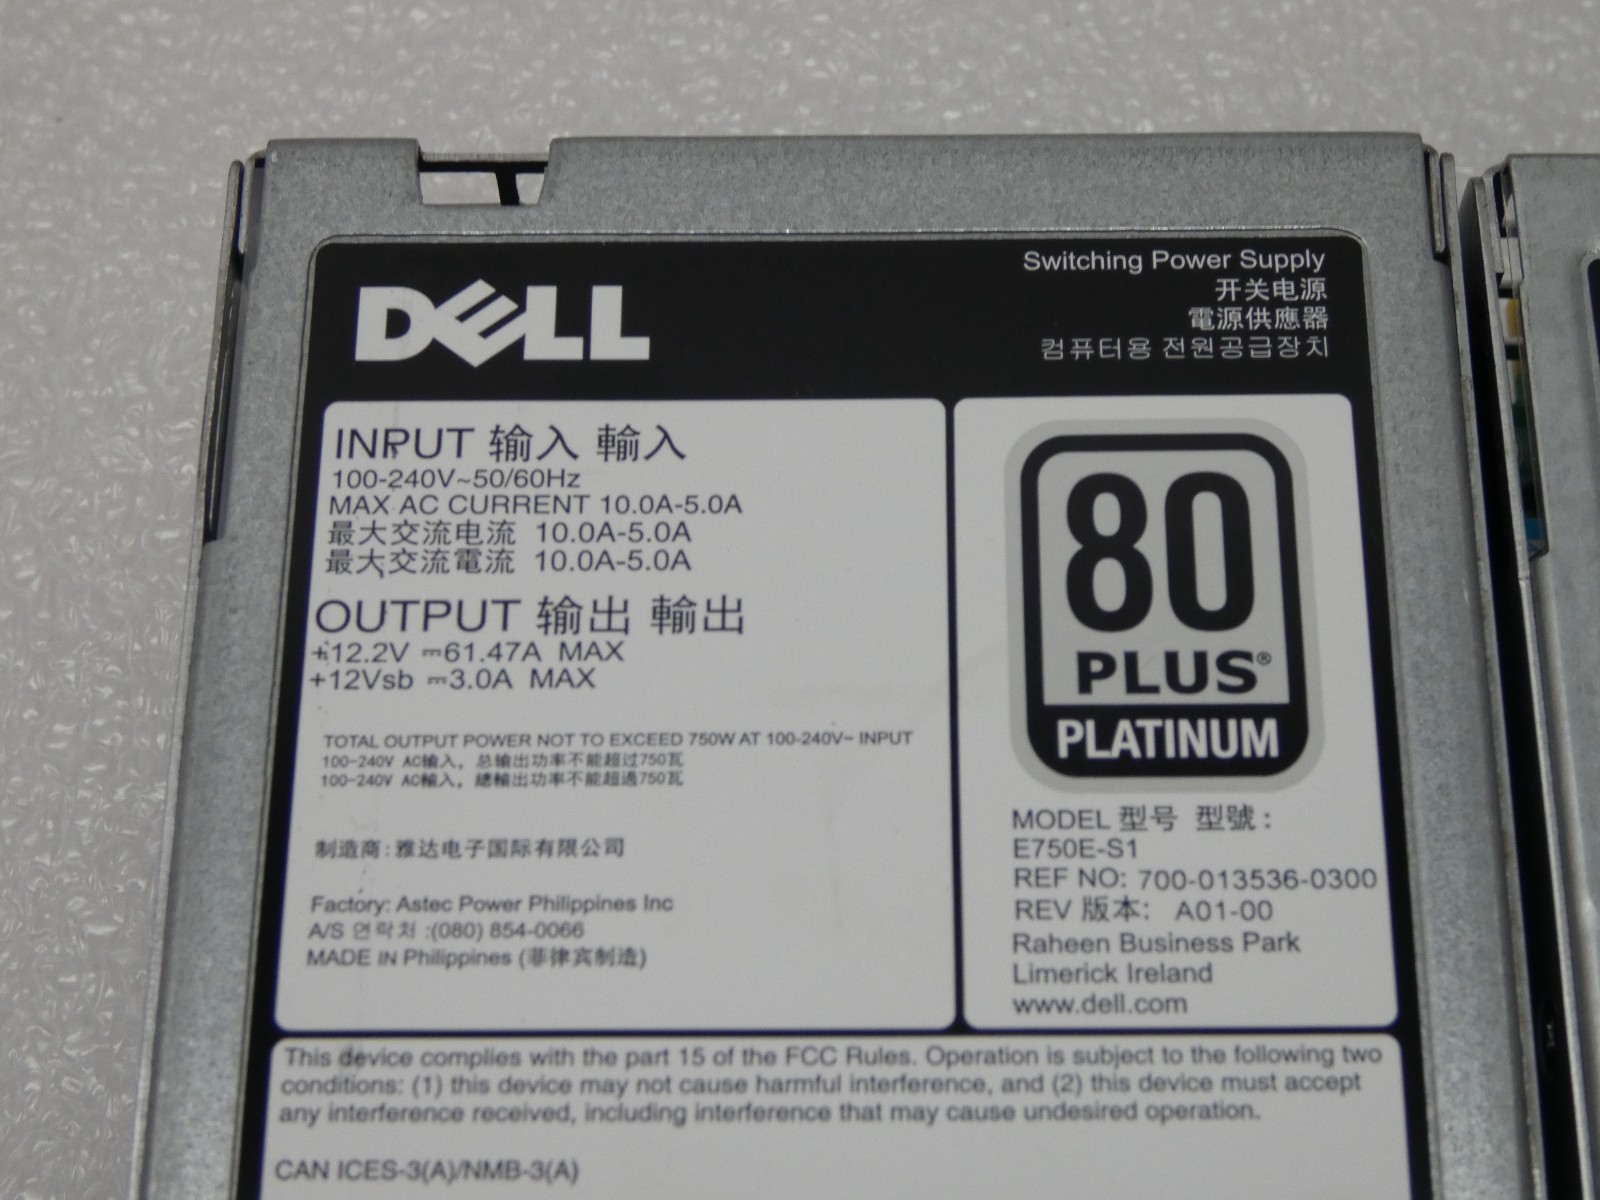 DELL
Switching Power Supply
开关电源
電源供應器
컴퓨터용 전원공급장치
INPUT 输入 輸入
100-240V~50/60Hz
MAX AC CURRENT 10.0A-5.0A
最大交流电流 10.0A-5.0A
最大交流電流 10.0A-5.0A
OUTPUT 输出 輸出
+12.2V ⎓61.47A MAX
+12Vsb ⎓3.0A MAX
TOTAL OUTPUT POWER NOT TO EXCEED 750W AT 100-240V~ INPUT
100-240V AC输入，总输出功率不能超过750瓦
100-240V AC輸入，總輸出功率不能超過750瓦
制造商:雅达电子国际有限公司
Factory: Astec Power Philippines Inc
A/S 연락처 :(080) 854-0066
MADE IN Philippines (菲律宾制造)
80
PLUS®
PLATINUM
MODEL 型号 型號:
E750E-S1
REF NO: 700-013536-0300
REV 版本: A01-00
Raheen Business Park
Limerick Ireland
www.dell.com
This device complies with the part 15 of the FCC Rules. Operation is subject to the following two
conditions: (1) this device may not cause harmful interference, and (2) this device must accept
any interference received, including interference that may cause undesired operation.
CAN ICES-3(A)/NMB-3(A)